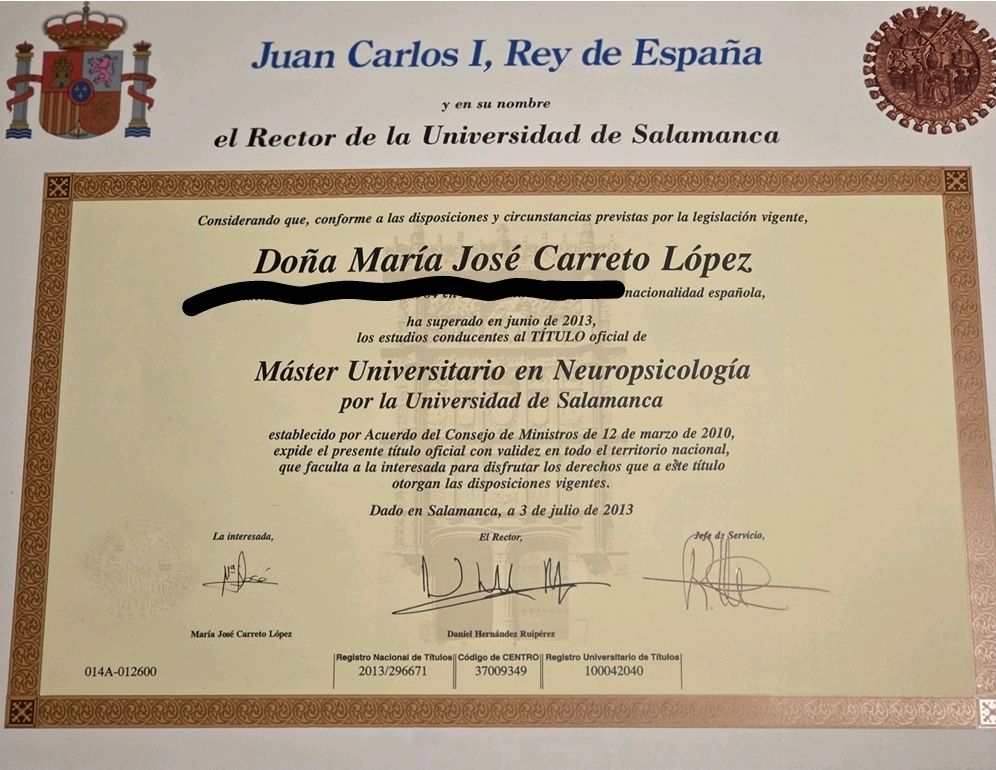 Juan Carlos I, Rey de España
y en su nombre
el Rector de la Universidad de Salamanca
Considerando que, conforme a las disposiciones y circunstancias previstas por la legislación vigente,
Doña María José Carreto López
nacionalidad española,
ha superado en junio de 2013,
los estudios conducentes al TÍTULO oficial de
Máster Universitario en Neuropsicología
por la Universidad de Salamanca
establecido por Acuerdo del Consejo de Ministros de 12 de marzo de 2010,
expide el presente título oficial con validez en todo el territorio nacional,
que faculta a la interesada para disfrutar los derechos que a este título
otorgan las disposiciones vigentes.
Dado en Salamanca, a 3 de julio de 2013
La interesada, El Rector, Jefe de Servicio,
Mª José
María José Carreto López Daniel Hernández Ruipérez
Registro Nacional de Títulos Código de CENTRO Registro Universitario de Títulos
014A-012600 2013/296671 37009349 100042040